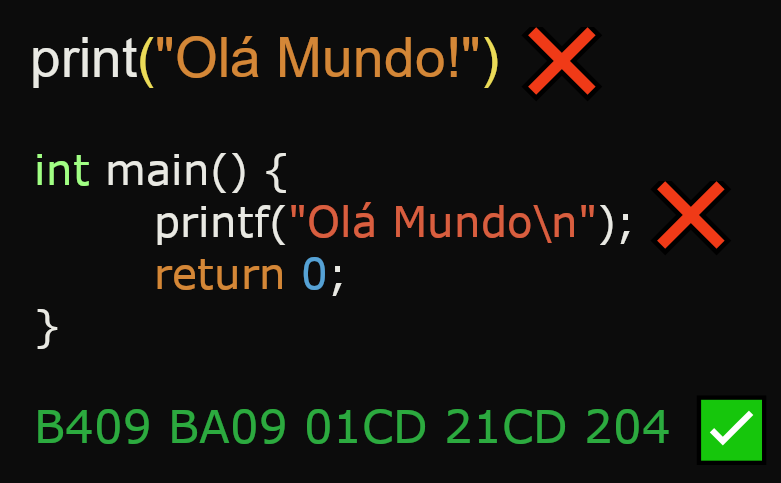 print("Olá Mundo!")
int main() {
printf("Olá Mundo\n");
return 0;
}
B409 BA09 01CD 21CD 204